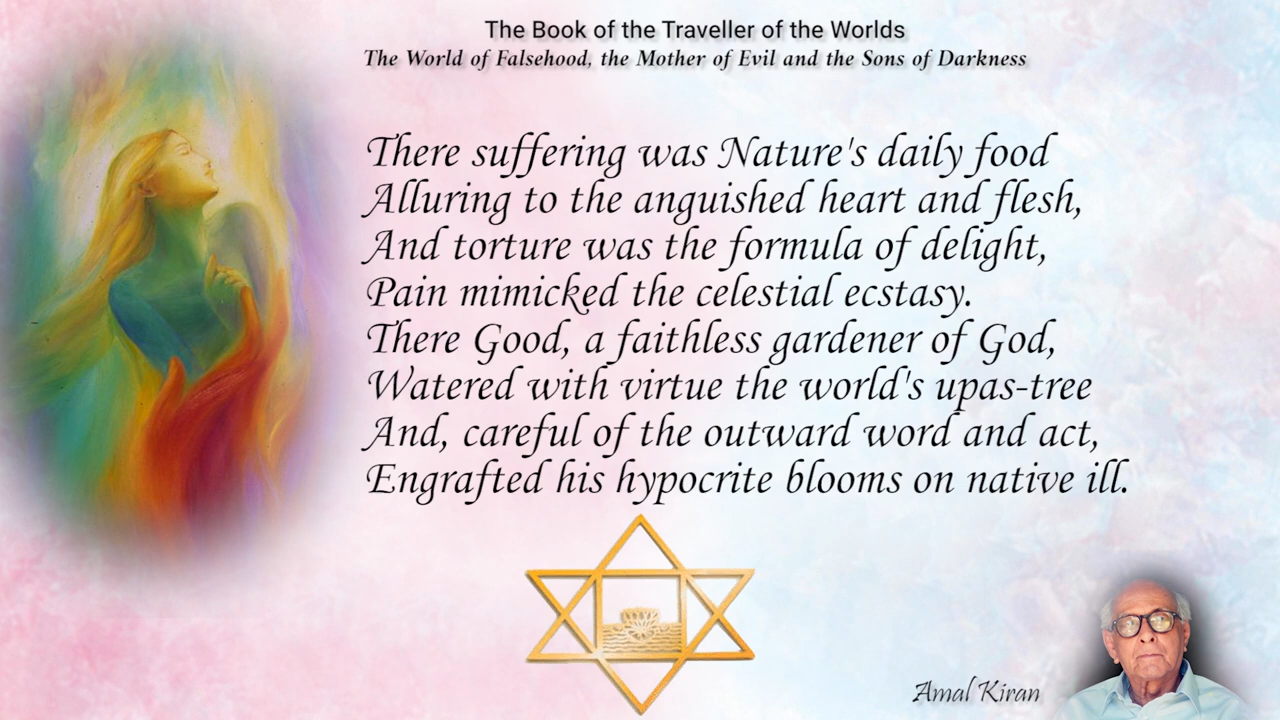 The Book of the Traveller of the Worlds
The World of Falsehood, the Mother of Evil and the Sons of Darkness
There suffering was Nature's daily food
Alluring to the anguished heart and flesh,
And torture was the formula of delight,
Pain mimicked the celestial ecstasy.
There Good, a faithless gardener of God,
Watered with virtue the world's upas-tree
And, careful of the outward word and act,
Engrafted his hypocrite blooms on native ill.
Amal Kiran